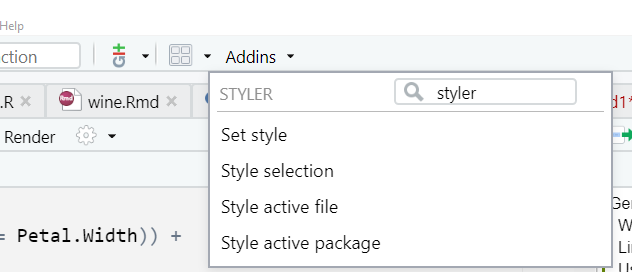 Help
ction
Addins
.R
wine.Rmd
d1*
Render
STYLER
styler
Set style
Style selection
Style active file
Style active package
= Petal.Width)) +
Ger
W
Lin